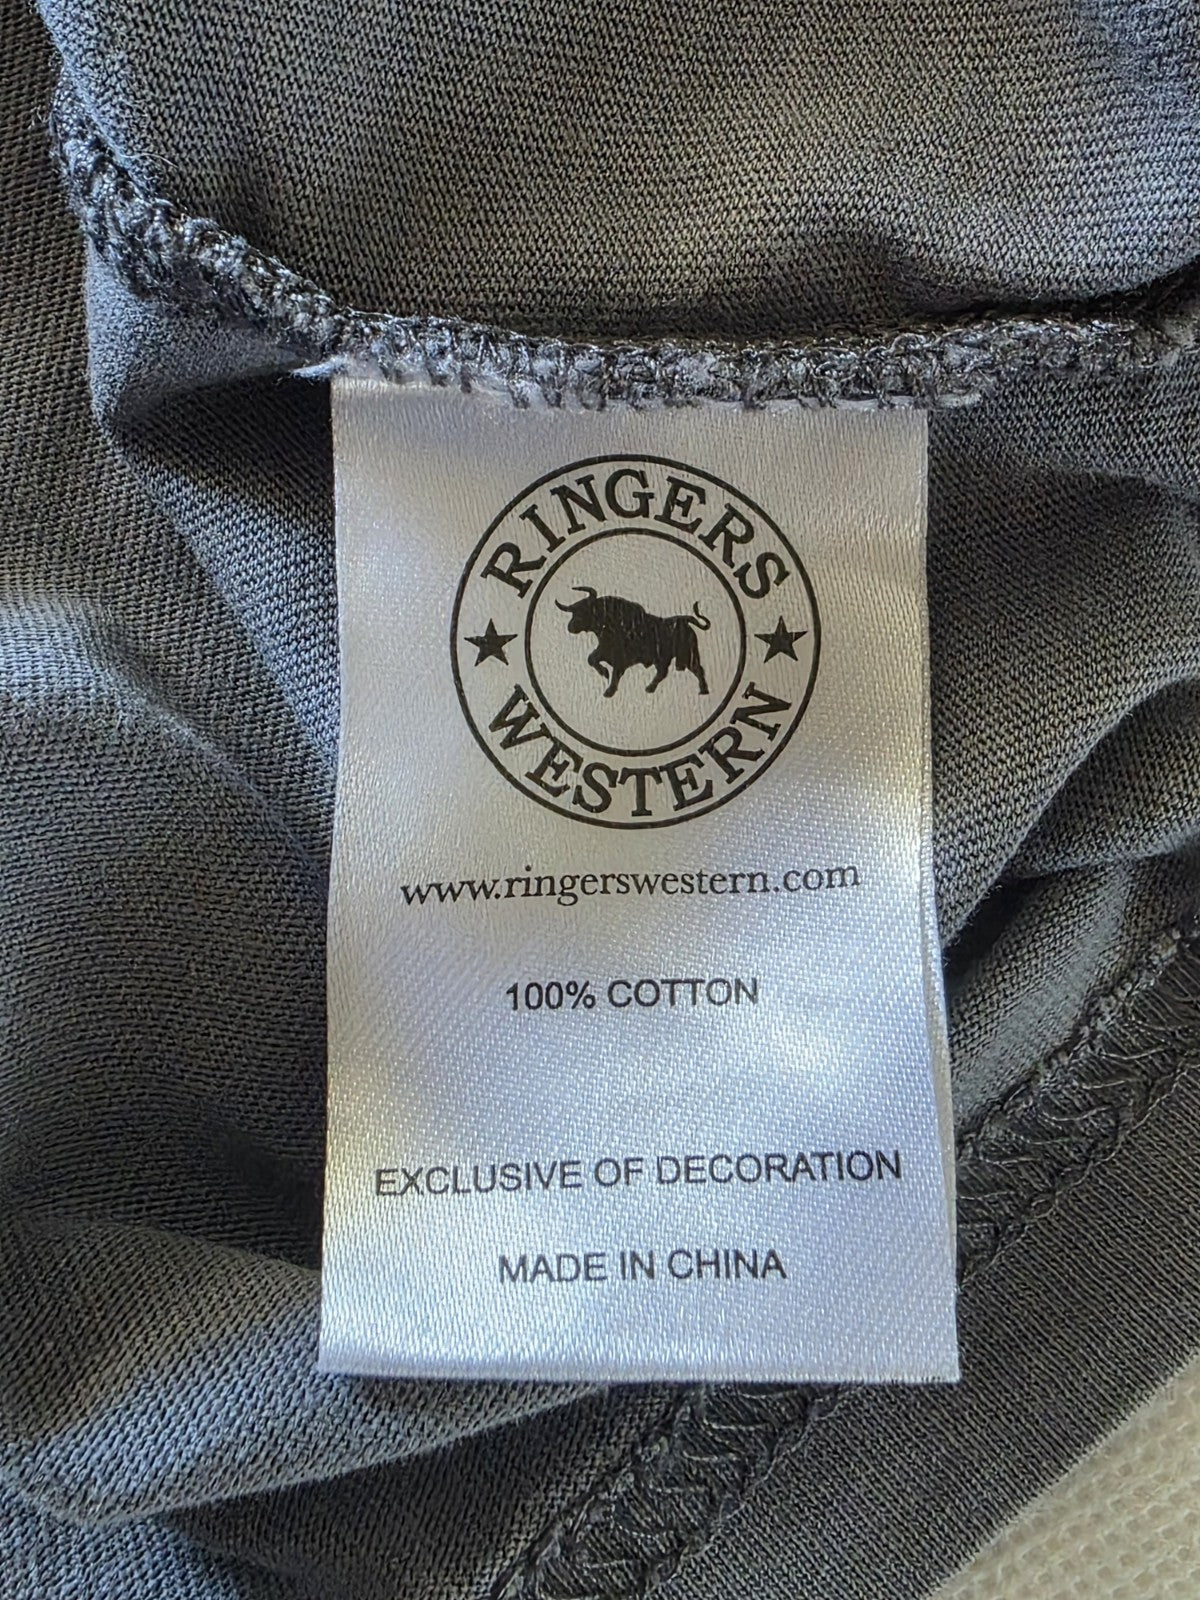 RINGERS
WESTERN
www.ringerswestern.com
100% COTTON
EXCLUSIVE OF DECORATION
MADE IN CHINA